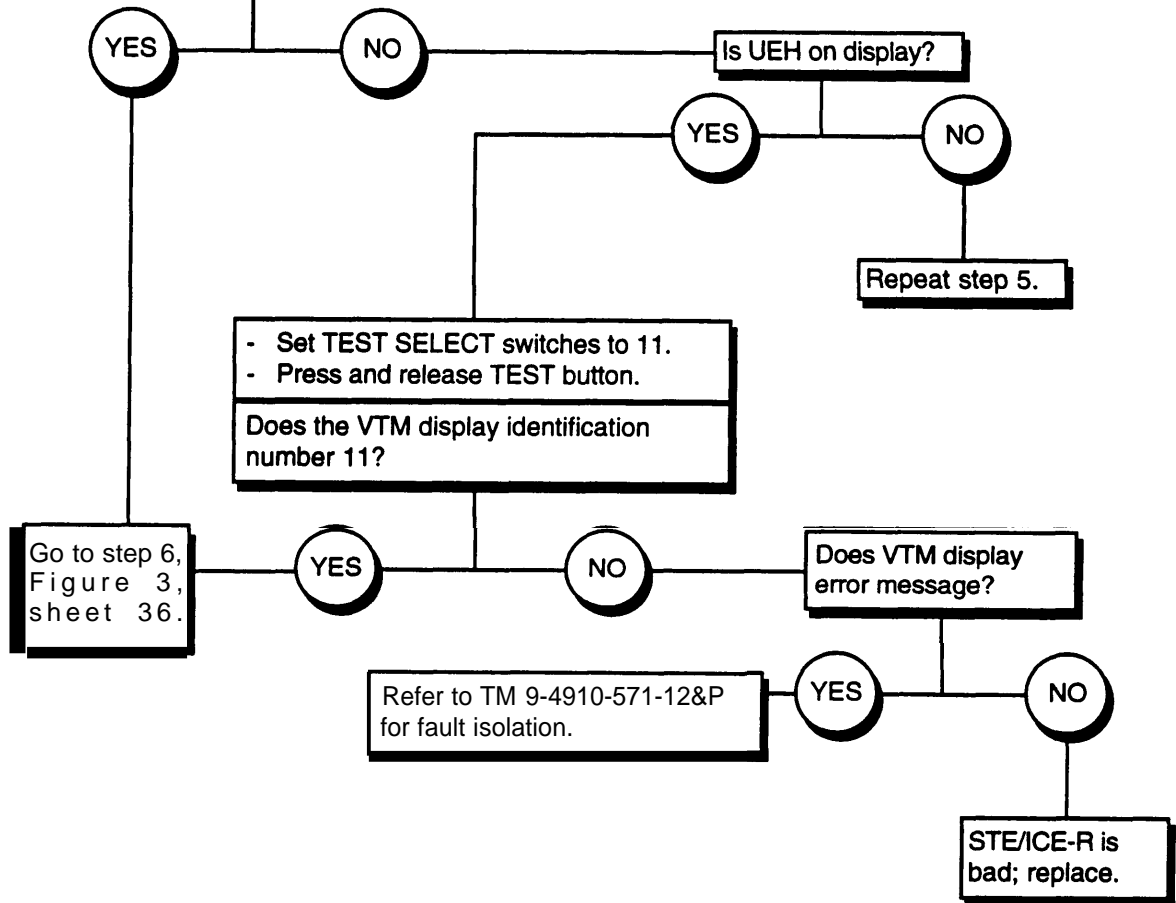 YES
NO
Is UEH on display?
YES
NO
Repeat step 5.
- Set TEST SELECT switches to 11.
- Press and release TEST button.
Does the VTM display identification
number 11?
Go to step 6,
Figure 3,
sheet 36.
YES
NO
Does VTM display
error message?
Refer to TM 9-4910-571-12&P
for fault isolation.
YES
NO
STE/ICE-R is
bad; replace.